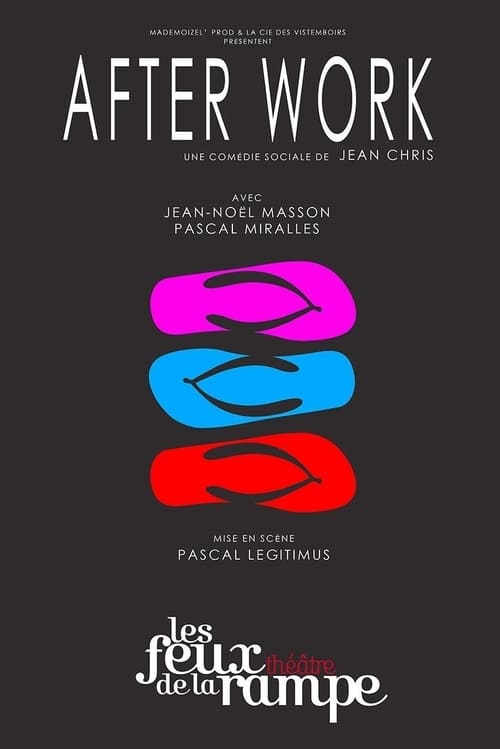 MADEMOIZEL' PROD & LA CIE DES VISTEMBOIRS
PRÉSENTENT
AFTER WORK
UNE COMÉDIE SOCIALE DE JEAN CHRIS
AVEC
JEAN-NOËL MASSON
PASCAL MIRALLES
MISE EN SCÈNE
PASCAL LEGITIMUS
les
feux théâtre
de la rampe